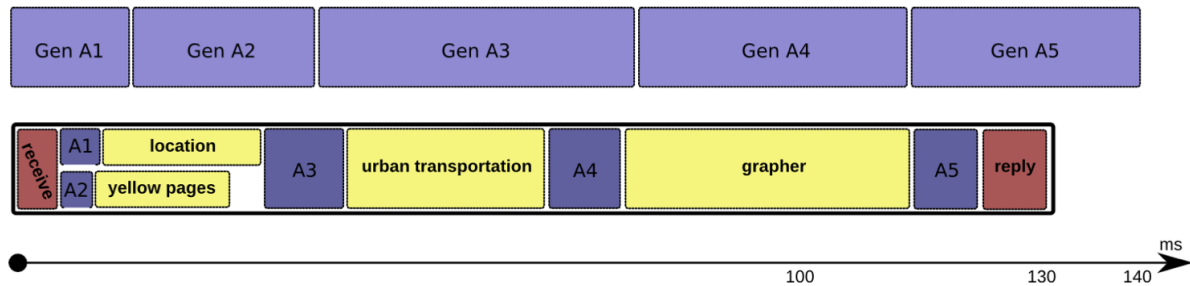 Gen A1
Gen A2
Gen A3
Gen A4
Gen A5
receive
A1
location
A2
yellow pages
A3
urban transportation
A4
grapher
A5
reply
ms
100
130
140